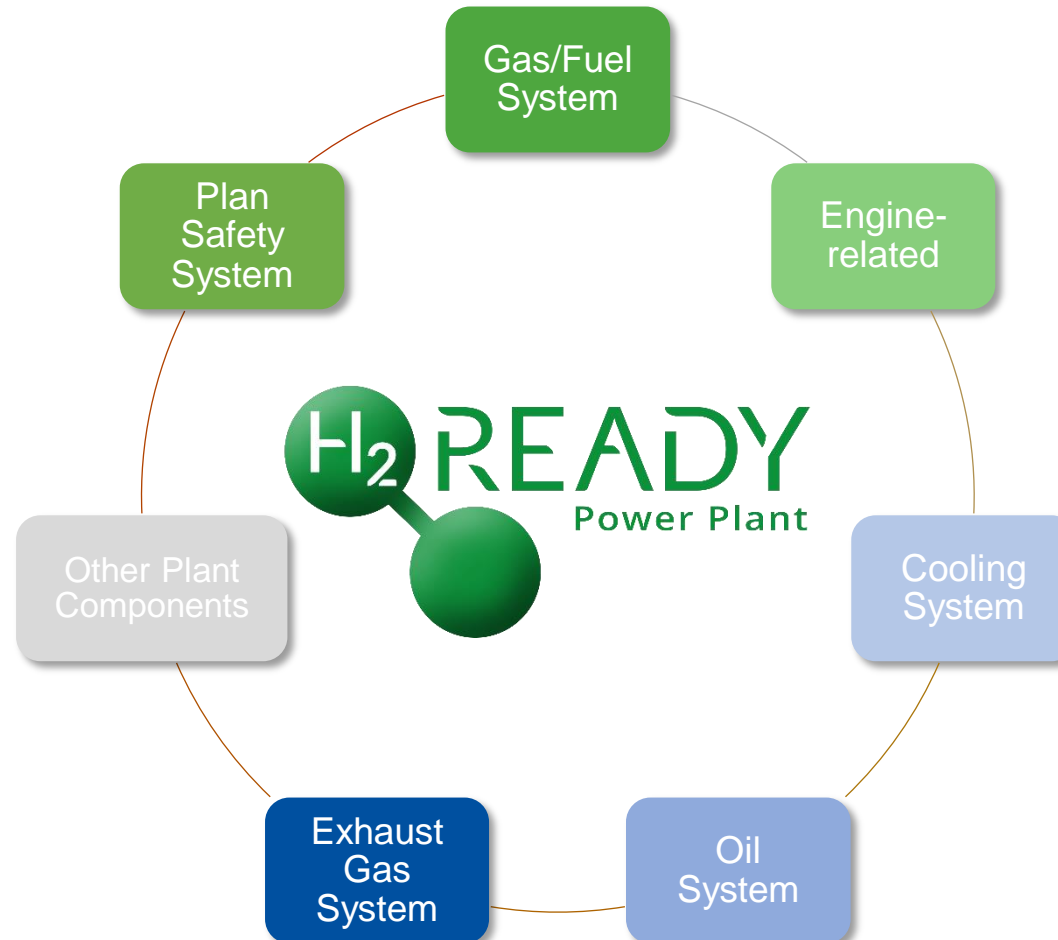 Gas/Fuel
System
Engine-
related
Cooling
System
Oil
System
Exhaust
Gas
System
Other Plant
Components
Plan
Safety
System
H2 READY
Power Plant